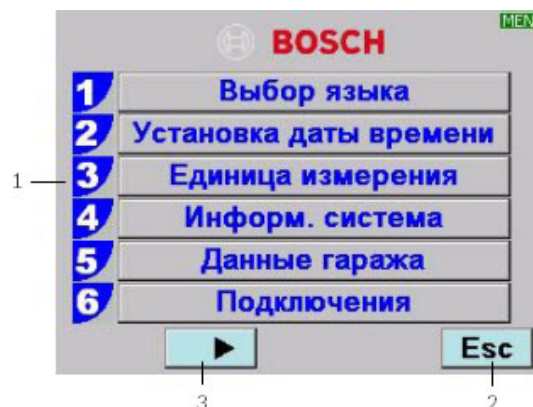 MEN
BOSCH
1 Выбор языка
2 Установка даты времени
3 Единица измерения
4 Информ. система
5 Данные гаража
6 Подключения
Esc
1
3
2